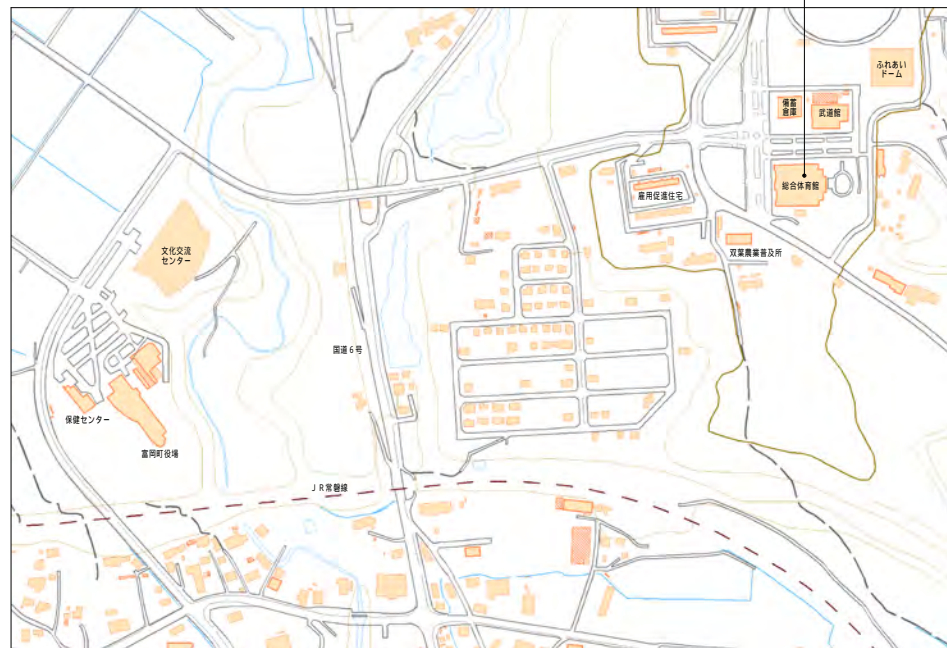 ふれあい
ドーム
備蓄
倉庫
武道館
総合体育館
雇用促進住宅
双葉農業普及所
文化交流
センター
国道6号
保健センター
富岡町役場
JR常磐線